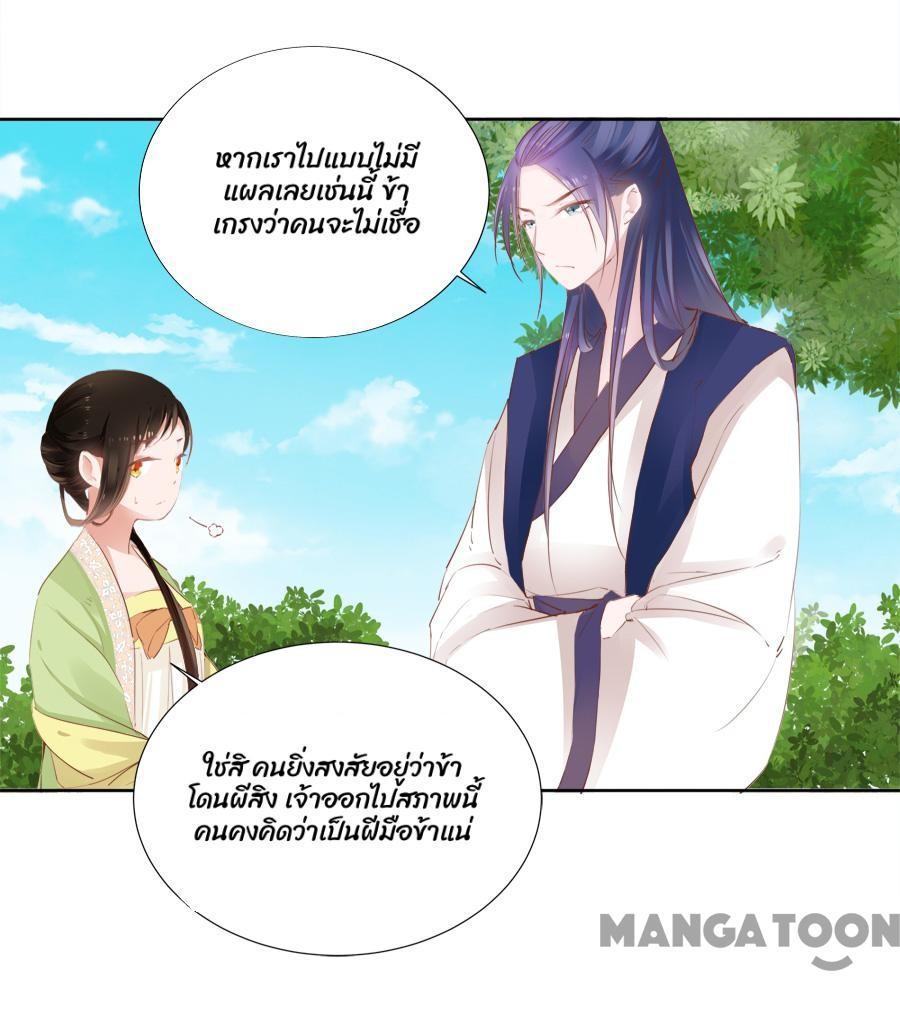 หากเราไปแบบไม่มี
แผลเลยเช่นนี้ ข้า
เกรงว่าคนจะไม่เชื่อ
ใช่สิ คนยิ่งสงสัยอยู่ว่าข้า
โดนผีสิง เจ้าออกไปสภาพนี้
คนคงคิดว่าเป็นฝีมือข้าแน่
MANGATOON